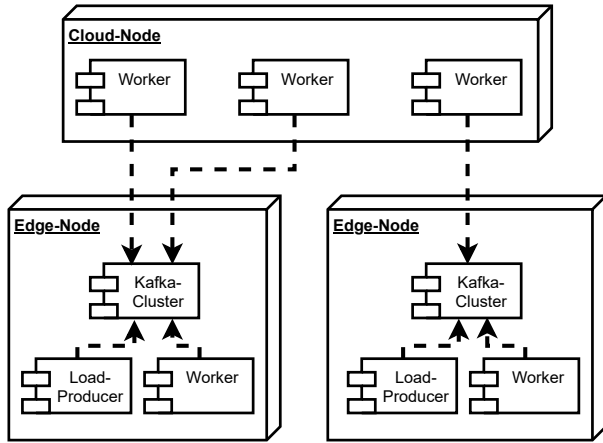 Cloud-Node
Worker
Worker
Worker
Edge-Node
Kafka-
Cluster
Load-
Producer
Worker
Edge-Node
Kafka-
Cluster
Load-
Producer
Worker